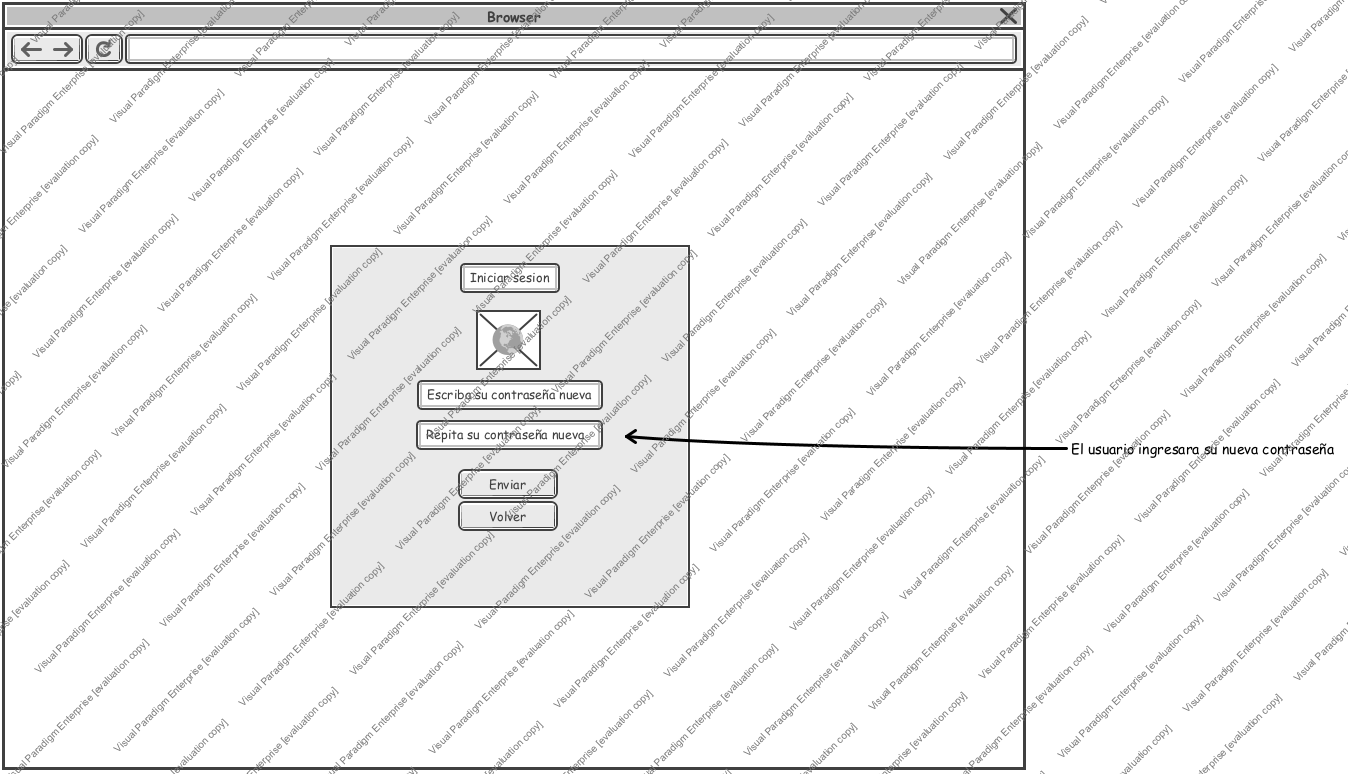 Browser
Iniciar sesion
Escriba su contraseña nueva
Repita su contraseña nueva
El usuario ingresara su nueva contraseña
Enviar
Volver
Visual Paradigm Enterprise [evaluation copy]